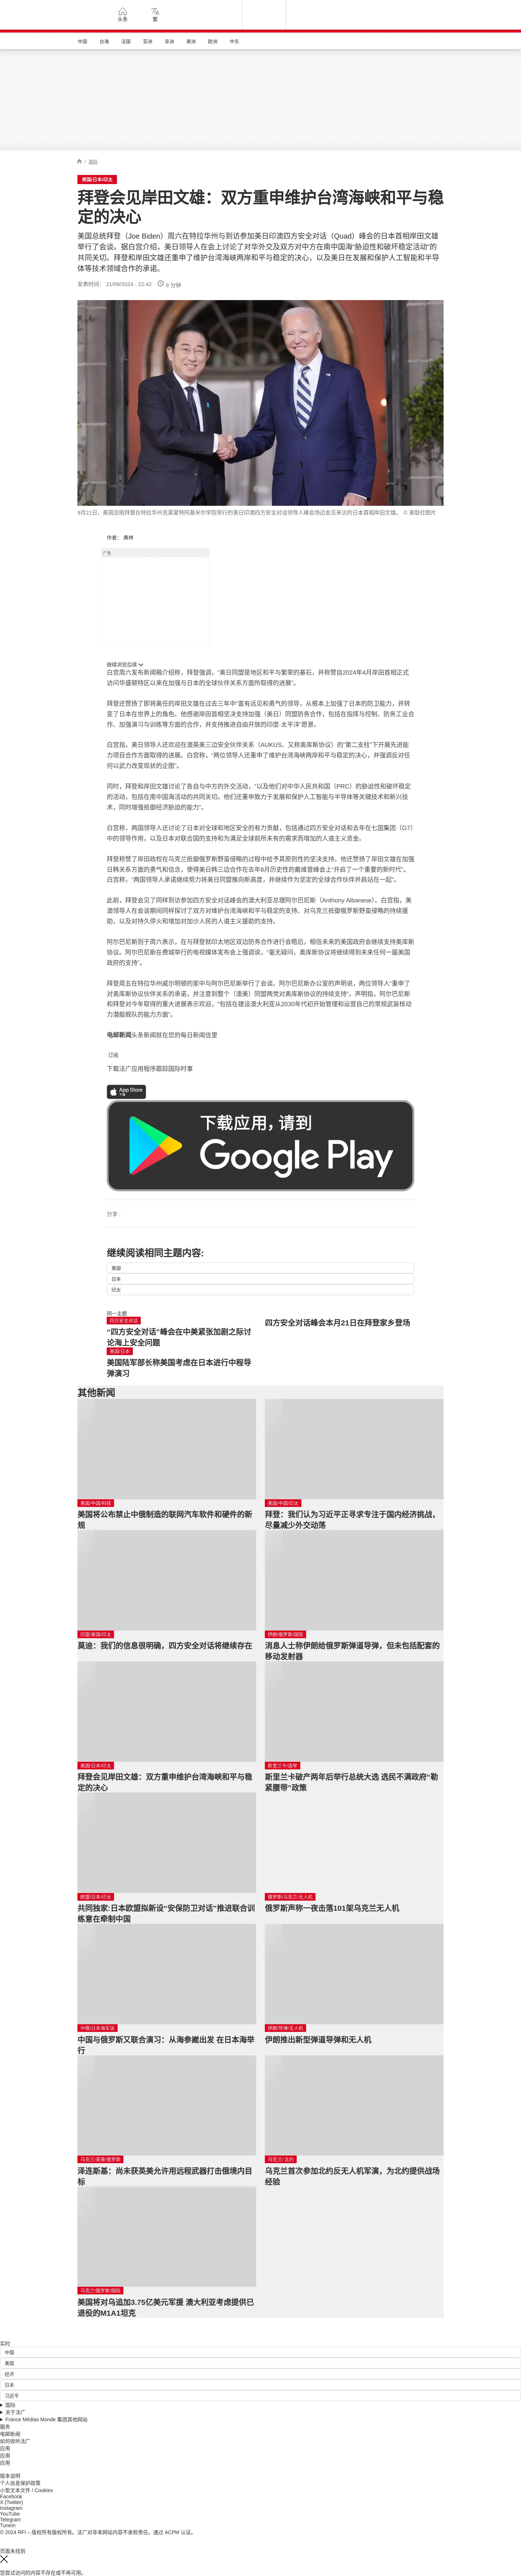 头条
繁
中国
台海
法国
亚洲
非洲
美洲
欧洲
中东
/ 国际
美国/日本/印太
拜登会见岸田文雄：双方重申维护台湾海峡和平与稳
定的决心
美国总统拜登（Joe Biden）周六在特拉华州与到访参加美日印澳四方安全对话（Quad）峰会的日本首相岸田文雄
举行了会谈。据白宫介绍，美日领导人在会上讨论了对华外交及双方对中方在南中国海“胁迫性和破坏稳定活动”的
共同关切。拜登和岸田文雄还重申了维护台湾海峡两岸和平与稳定的决心，以及美日在发展和保护人工智能和半导
体等技术领域合作的承诺。
发表时间： 21/09/2024 - 22:42
6 分钟
9月21日，美国总统拜登在特拉华州克莱蒙特阿基米尔学院举行的美日印澳四方安全对话领导人峰会场边会见来访的日本首相岸田文雄。 © 美联社图片
作者： 弗林
广告
继续浏览后续
白宫周六发布新闻稿介绍称，拜登强调，“美日同盟是地区和平与繁荣的基石，并称赞自2024年4月岸田首相正式
访问华盛顿特区以来在加强与日本的全球伙伴关系方面所取得的进展”。
拜登还赞扬了即将离任的岸田文雄在过去三年中“富有远见和勇气的领导，从根本上加强了日本的防卫能力，并转
变了日本在世界上的角色。他感谢岸田首相坚决支持加强（美日）同盟防务合作，包括在指挥与控制、防务工业合
作、加强演习与训练等方面的合作，并支持推进自由开放的印度-太平洋”愿景。
白宫指，美日领导人还欢迎在澳英美三边安全伙伴关系（AUKUS、又称奥库斯协议）的“第二支柱”下开展先进能
力项目合作方面取得的进展。白宫称，“两位领导人还重申了维护台湾海峡两岸和平与稳定的决心，并强调反对任
何以武力改变现状的企图”。
同时，拜登和岸田文雄讨论了各自与中方的外交活动，“以及他们对中华人民共和国（PRC）的胁迫性和破坏稳定
的活动，包括在南中国海活动的共同关切。他们还重申致力于发展和保护人工智能与半导体等关键技术和新兴技
术，同时增强抵御经济胁迫的能力”。
白宫称，两国领导人还讨论了日本对全球和地区安全的有力贡献，包括通过四方安全对话和去年在七国集团（G7）
中的领导作用，以及日本对联合国的支持和为满足全球前所未有的需求而增加的人道主义资金。
拜登称赞了岸田政权在乌克兰抵御俄罗斯野蛮侵略的过程中给予其原则性的坚决支持。他还赞扬了岸田文雄在加强
日韩关系方面的勇气和信念，使得美日韩三边合作在去年8月历史性的戴维营峰会上“开启了一个重要的新时代”。
白宫称，“两国领导人承诺继续努力将美日同盟推向新高度，并继续作为坚定的全球合作伙伴并肩站在一起”。
此前，拜登会见了同样到访参加四方安全对话峰会的澳大利亚总理阿尔巴尼斯（Anthony Albanese）。白宫指，美
澳领导人在会谈期间同样探讨了双方对维护台湾海峡和平与稳定的支持、对乌克兰抵御俄罗斯野蛮侵略的持续援
助，以及对持久停火和增加对加沙人民的人道主义援助的支持。
阿尔巴尼斯则于周六表示，在与拜登就印太地区双边防务合作进行会晤后，相信未来的美国政府会继续支持奥库斯
协议。阿尔巴尼斯在费城举行的电视媒体发布会上强调说，“毫无疑问，奥库斯协议将继续得到未来任何一届美国
政府的支持”。
拜登周五在特拉华州威尔明顿的家中与阿尔巴尼斯举行了会谈。阿尔巴尼斯办公室的声明说，两位领导人“重申了
对奥库斯协议伙伴关系的承诺，并注意到整个（澳美）同盟两党对奥库斯协议的持续支持”。声明指，阿尔巴尼斯
和拜登对今年取得的重大进展表示欢迎，“包括在建设澳大利亚从2030年代初开始管理和运营自己的常规武装核动
力潜艇舰队的能力方面”。
电邮新闻头条新闻就在您的每日新闻信里
订阅
下载法广应用程序跟踪国际时事
App Store
下载
下载应用，请到
Google Play
分享 :
继续阅读相同主题内容:
美国
日本
印太
同一主题
四方安全对话
“四方安全对话”峰会在中美紧张加剧之际讨
论海上安全问题
四方安全对话峰会本月21日在拜登家乡登场
美国/日本
美国陆军部长称美国考虑在日本进行中程导
弹演习
其他新闻
美国/中国/科技
美国将公布禁止中俄制造的联网汽车软件和硬件的新
规
美国/中国/印太
拜登：我们认为习近平正寻求专注于国内经济挑战，
尽量减少外交动荡
印度/美国/印太
莫迪：我们的信息很明确，四方安全对话将继续存在
伊朗/俄罗斯/国际
消息人士称伊朗给俄罗斯弹道导弹，但未包括配套的
移动发射器
美国/日本/印太
拜登会见岸田文雄：双方重申维护台湾海峡和平与稳
定的决心
斯里兰卡/选举
斯里兰卡破产两年后举行总统大选 选民不满政府“勒
紧腰带”政策
欧盟/日本/印太
共同独家:日本欧盟拟新设“安保防卫对话”推进联合训
练意在牵制中国
俄罗斯/乌克兰/无人机
俄罗斯声称一夜击落101架乌克兰无人机
中俄/日本海军演
中国与俄罗斯又联合演习：从海参崴出发 在日本海举
行
伊朗/导弹/无人机
伊朗推出新型弹道导弹和无人机
乌克兰/英美/俄罗斯
泽连斯基：尚未获英美允许用远程武器打击俄境内目
标
乌克兰/ 北约
乌克兰首次参加北约反无人机军演，为北约提供战场
经验
乌克兰/俄罗斯/国际
美国将对乌追加3.75亿美元军援 澳大利亚考虑提供已
退役的M1A1坦克
实时
中国
美国
经济
日本
习近平
国际
关于法广
France Médias Monde 集团其他网站
服务
电邮新闻
如何收听法广
应用
应用
应用
版本说明
个人信息保护政策
小型文本文件 / Cookies
Facebook
X (Twitter)
Instagram
YouTube
Telegram
TuneIn
© 2024 RFI – 版权所有版权所有。法广对非本网站内容不承担责任。通过 ACPM 认证。
页面未找到
您尝试访问的内容不存在或不再可用。